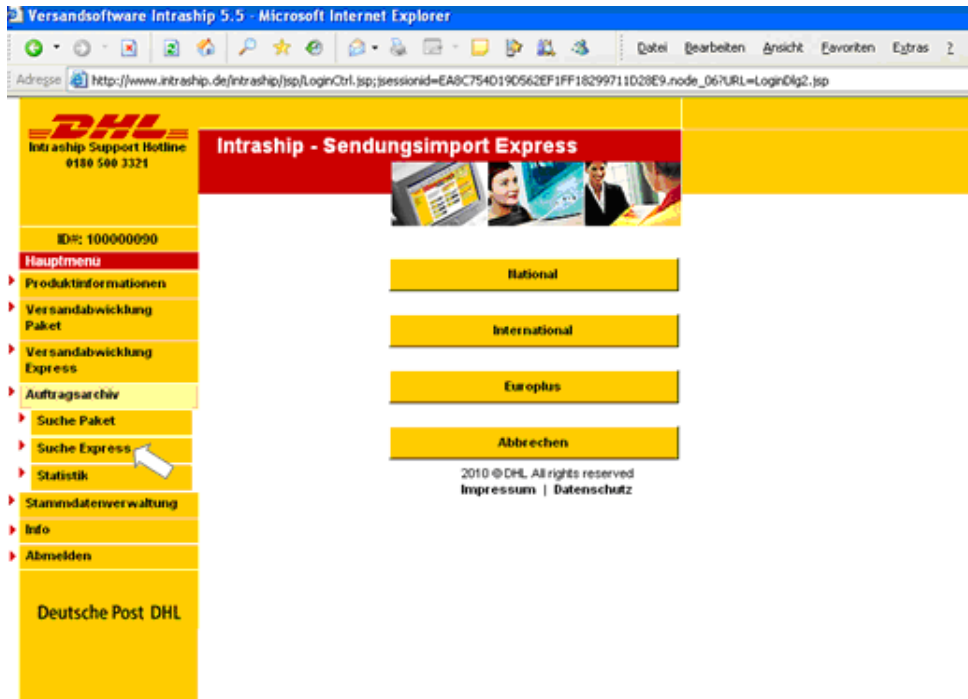 Versandsoftware Intraship 5.5 - Microsoft Internet Explorer
Datei Bearbeiten Ansicht Favoriten Extras ?
Adresse http://www.intraship.de/intraship/jsp/LoginCtrl.jsp;jsessionid=EA8C754D19D562EF1FF18299711D28E9.node_06?URL=LoginDlg2.jsp
DHL
Intraship Support Hotline
0180 500 3321
Intraship - Sendungsimport Express
ID#: 100000090
Hauptmenü
Produktinformationen
Versandabwicklung
Paket
Versandabwicklung
Express
Auftragsarchiv
Suche Paket
Suche Express
Statistik
Stammdatenverwaltung
Info
Abmelden
Deutsche Post DHL
National
International
Europlus
Abbrechen
2010 © DHL. All rights reserved
Impressum | Datenschutz